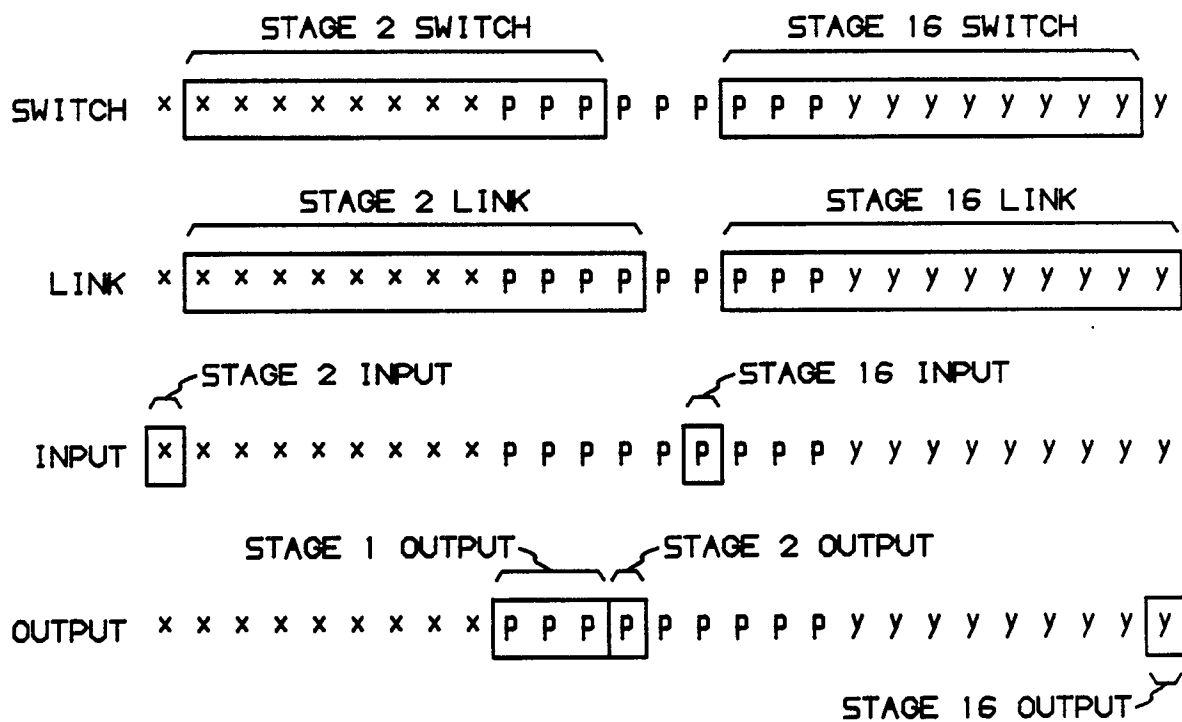 STAGE 2 SWITCH STAGE 16 SWITCH
SWITCH x x x x x x x x x p p p p p p p p p y y y y y y y y y
STAGE 2 LINK STAGE 16 LINK
LINK x x x x x x x x x p p p p p p p p p y y y y y y y y y
STAGE 2 INPUT STAGE 16 INPUT
INPUT x x x x x x x x x p p p p p p p p p y y y y y y y y y
STAGE 1 OUTPUT STAGE 2 OUTPUT
OUTPUT x x x x x x x x x p p p p p p p p p y y y y y y y y y
STAGE 16 OUTPUT